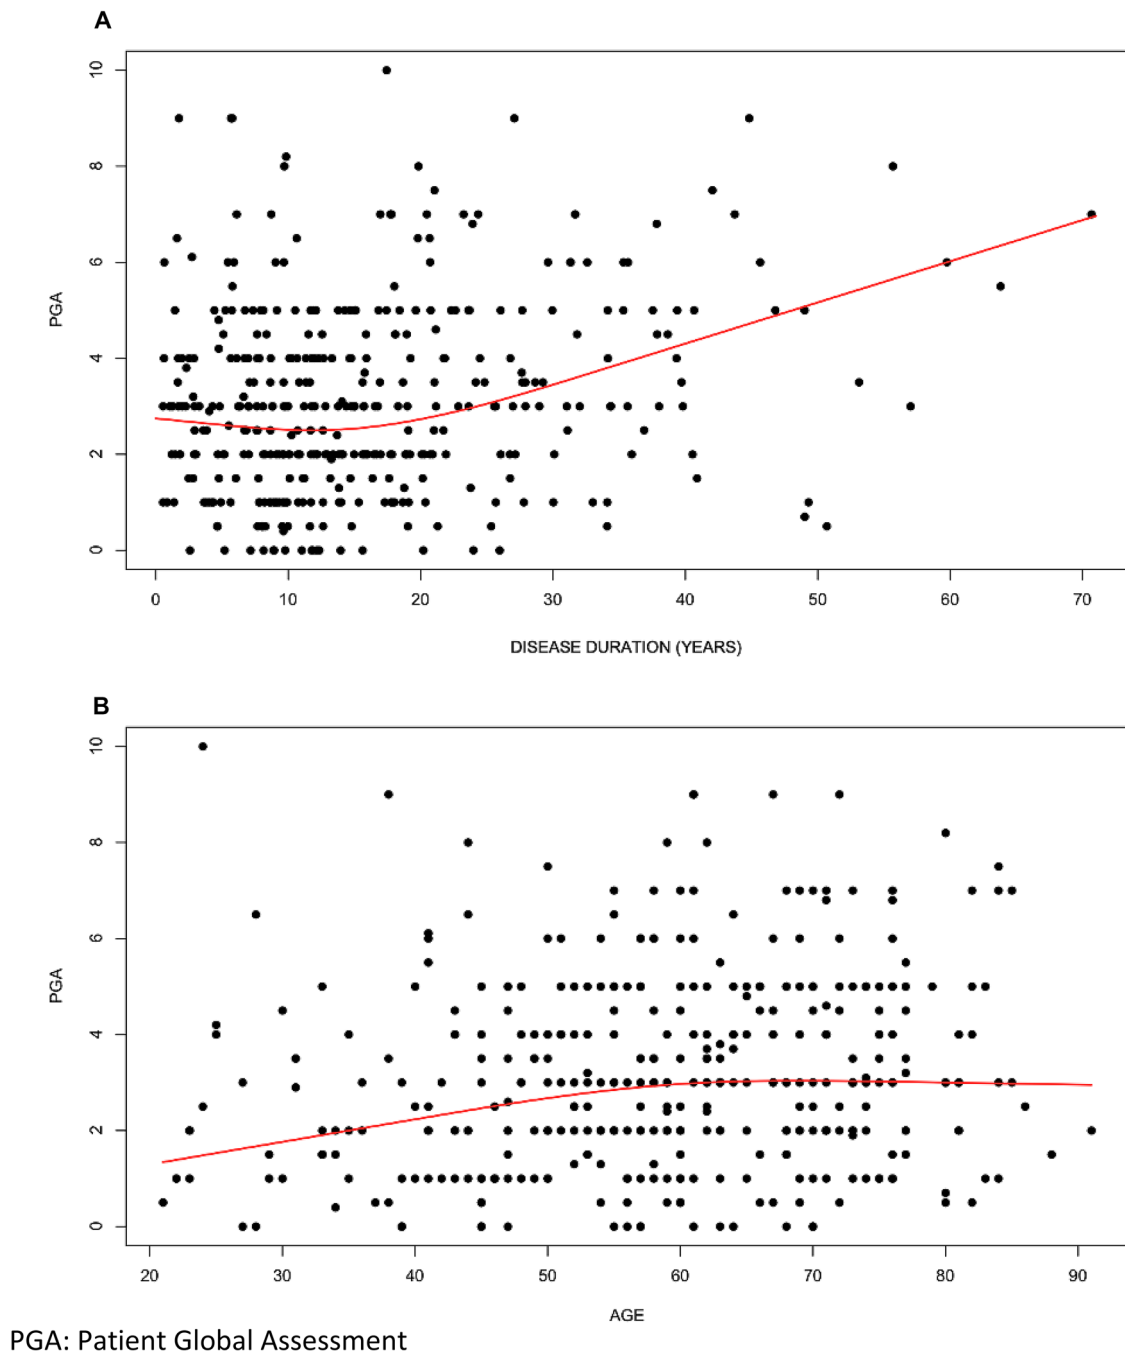 A
10
8
6
4
2
0
PGA
0 10 20 30 40 50 60 70
DISEASE DURATION (YEARS)
B
10
8
6
4
2
0
PGA
20 30 40 50 60 70 80 90
AGE
PGA: Patient Global Assessment